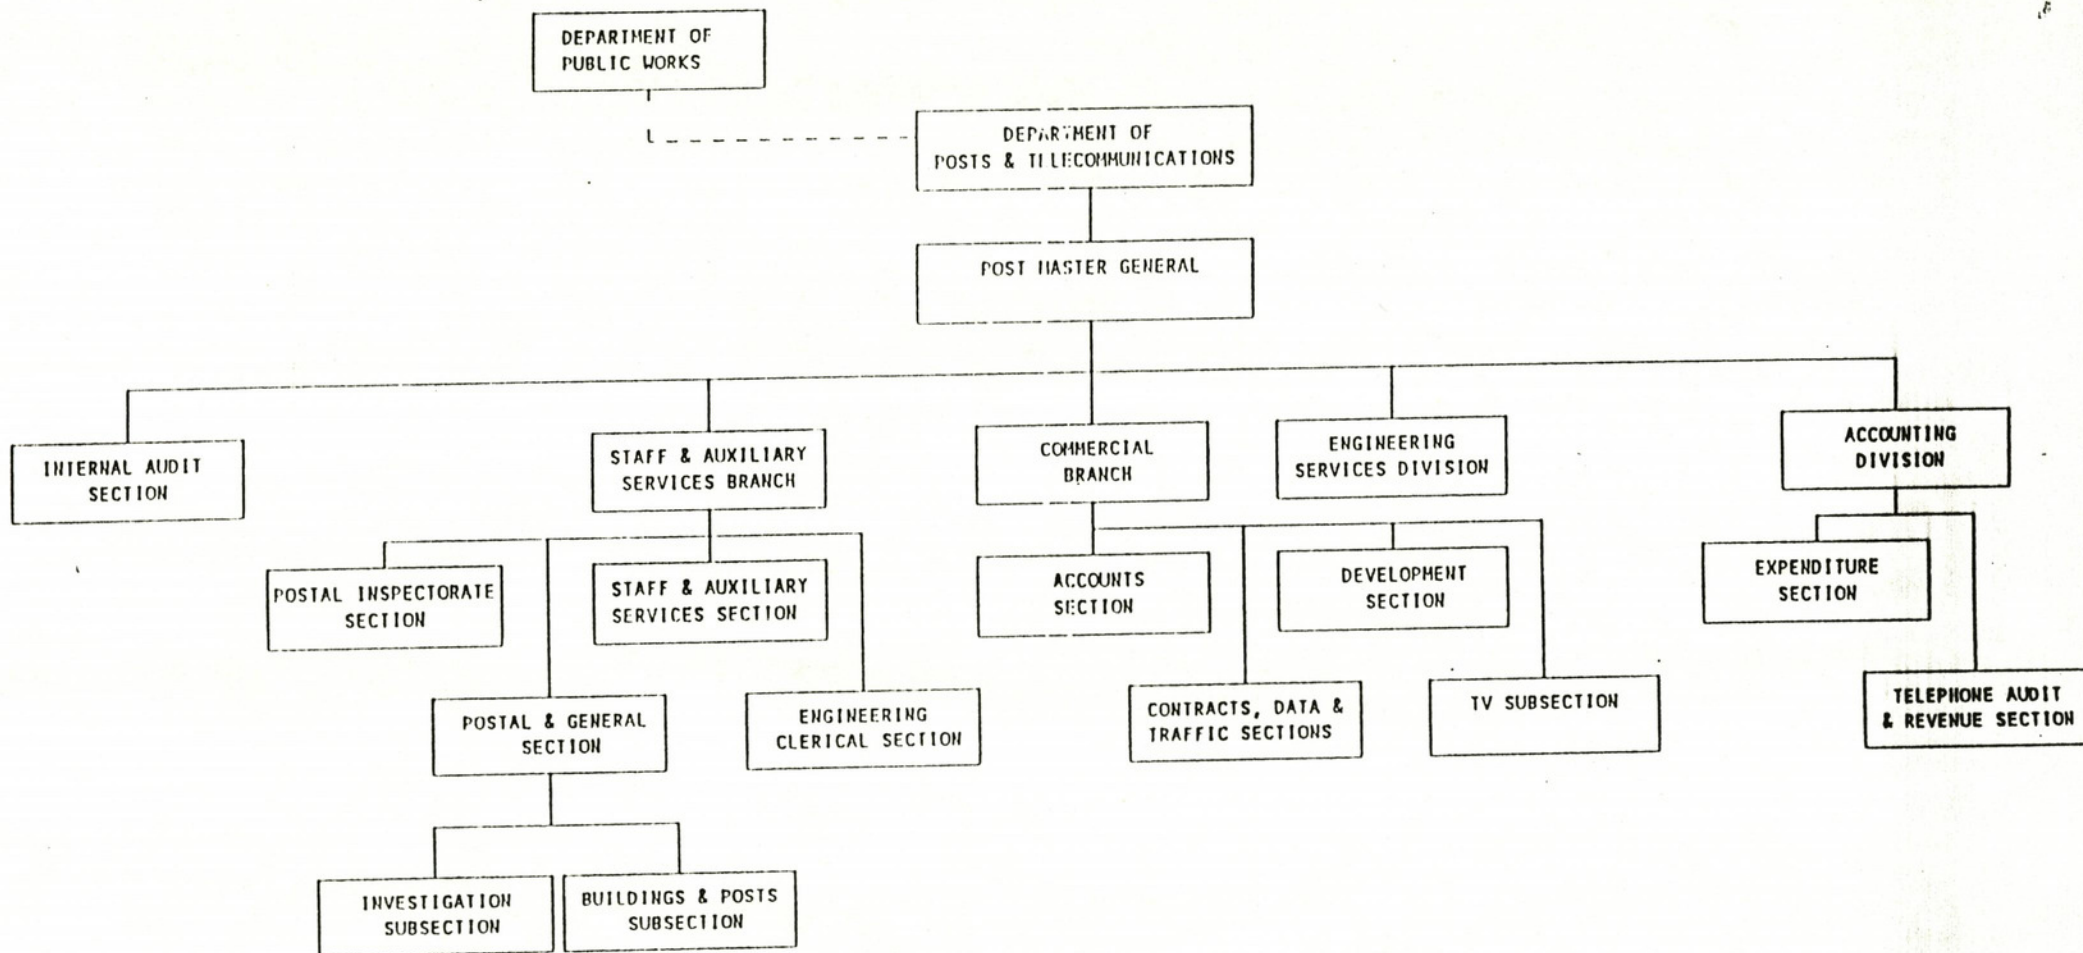 DEPARTMENT OF
PUBLIC WORKS
DEPARTMENT OF
POSTS & TELECOMMUNICATIONS
POST MASTER GENERAL
INTERNAL AUDIT
SECTION
STAFF & AUXILIARY
SERVICES BRANCH
COMMERCIAL
BRANCH
ENGINEERING
SERVICES DIVISION
ACCOUNTING
DIVISION
POSTAL INSPECTORATE
SECTION
STAFF & AUXILIARY
SERVICES SECTION
ACCOUNTS
SECTION
DEVELOPMENT
SECTION
EXPENDITURE
SECTION
POSTAL & GENERAL
SECTION
ENGINEERING
CLERICAL SECTION
CONTRACTS, DATA &
TRAFFIC SECTIONS
TV SUBSECTION
TELEPHONE AUDIT
& REVENUE SECTION
INVESTIGATION
SUBSECTION
BUILDINGS & POSTS
SUBSECTION